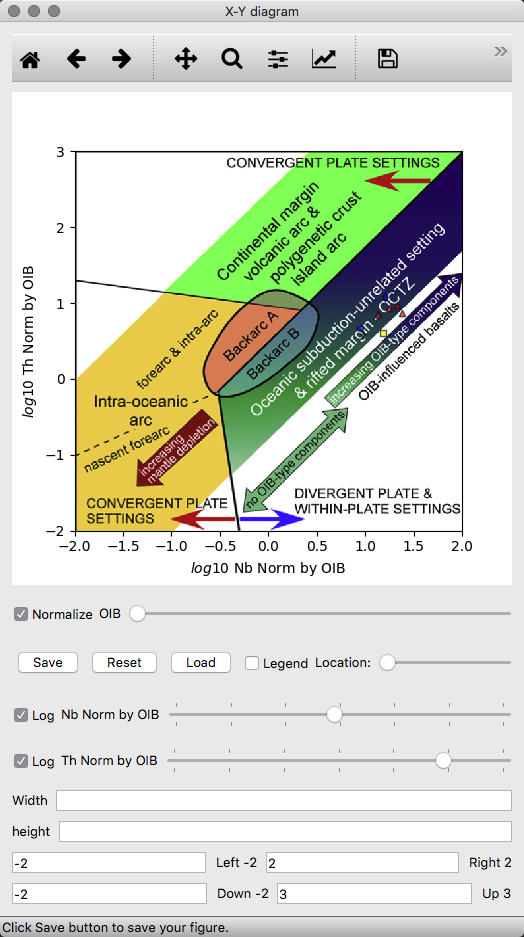 X-Y diagram
»
3
2
1
0
−1
−2
log10 Th Norm by OIB
CONVERGENT PLATE SETTINGS
Continental margin
volcanic arc &
polygenetic crust
island arc
forearc & intra-arc
Backarc A
Backarc B
Oceanic subduction-unrelated setting
& rifted margin - OCTZ
increasing OIB-type components
OIB-influenced basalts
Intra-oceanic
arc
nascent forearc
increasing
mantle depletion
no OIB-type components
CONVERGENT PLATE
SETTINGS
DIVERGENT PLATE &
WITHIN-PLATE SETTINGS
−2.0 −1.5 −1.0 −0.5 0.0 0.5 1.0 1.5 2.0
log10 Nb Norm by OIB
Normalize OIB
Save Reset Load Legend Location:
Log Nb Norm by OIB
Log Th Norm by OIB
Width
height
-2 Left -2 2 Right 2
-2 Down -2 3 Up 3
Click Save button to save your figure.